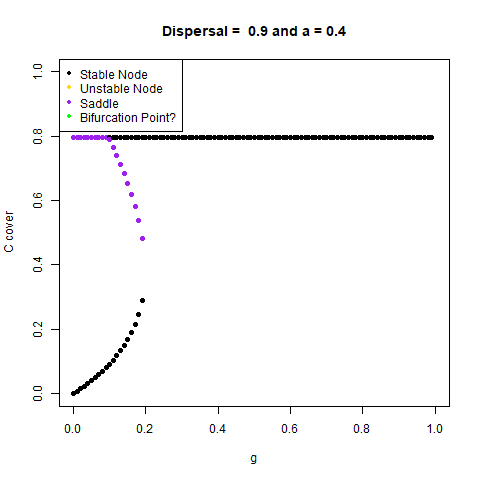 Dispersal =  0.9 and a = 0.4
Stable Node
Unstable Node
Saddle
Bifurcation Point?
C cover
1.0
0.8
0.6
0.4
0.2
0.0
0.0 0.2 0.4 0.6 0.8 1.0
g